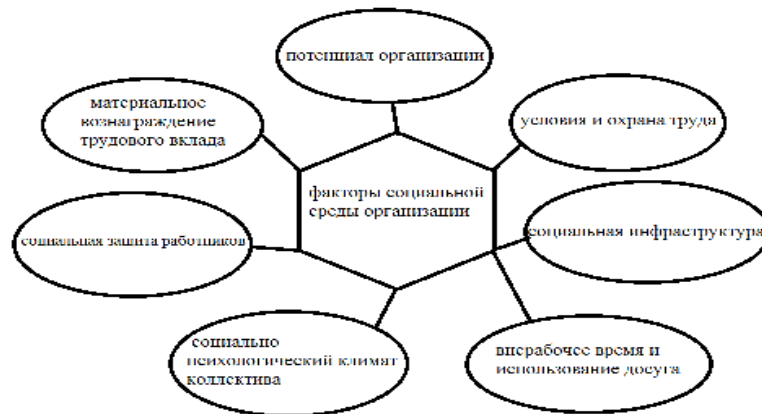 потенциал организации
материальное
вознаграждение
трудового вклада
условия и охрана труда
факторы социальной
среды организации
социальная защита работников
социальная инфраструктура
социально
психологический климат
коллектива
внерабочее время и
использование досуга